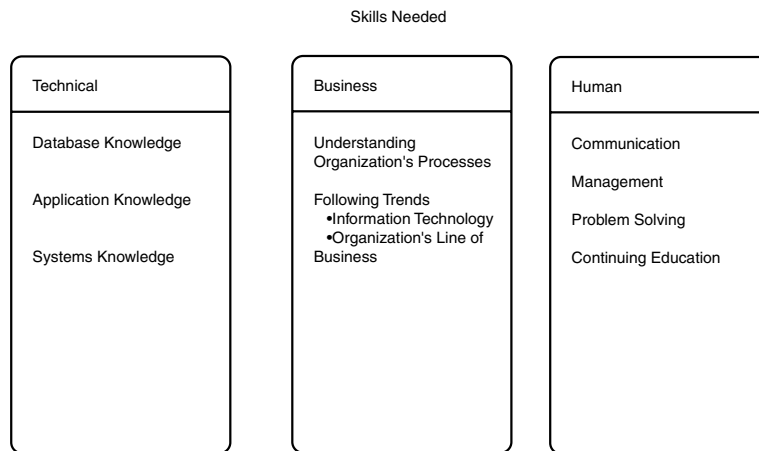 Skills Needed
Technical
Database Knowledge
Application Knowledge
Systems Knowledge
Business
Understanding
Organization's Processes
Following Trends
•Information Technology
•Organization's Line of
Business
Human
Communication
Management
Problem Solving
Continuing Education